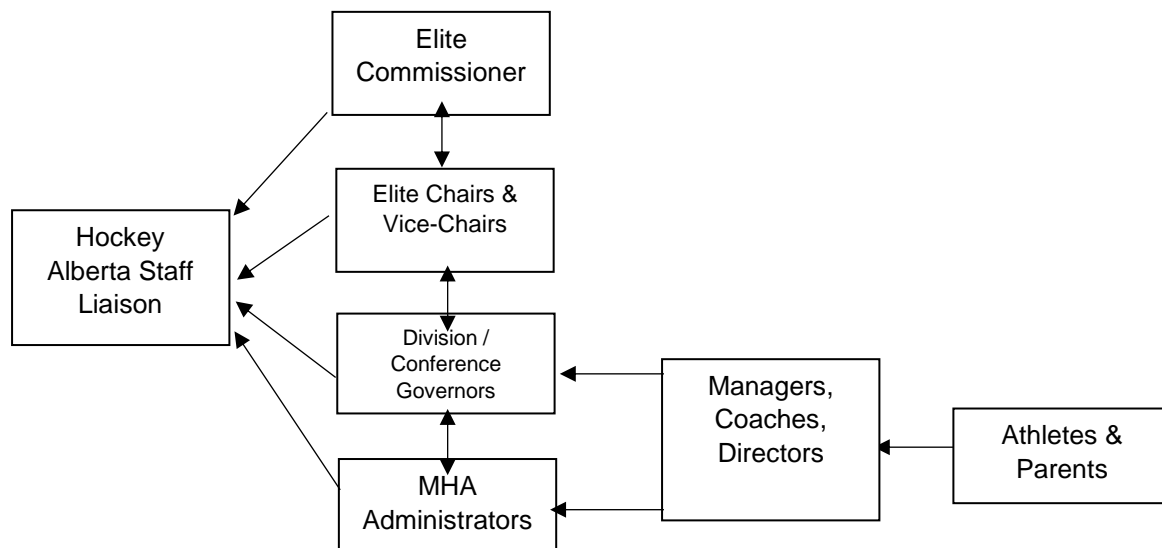 Elite
Commissioner
Elite Chairs &
Vice-Chairs
Hockey
Alberta Staff
Liaison
Division /
Conference
Governors
Managers,
Coaches,
Directors
Athletes &
Parents
MHA
Administrators